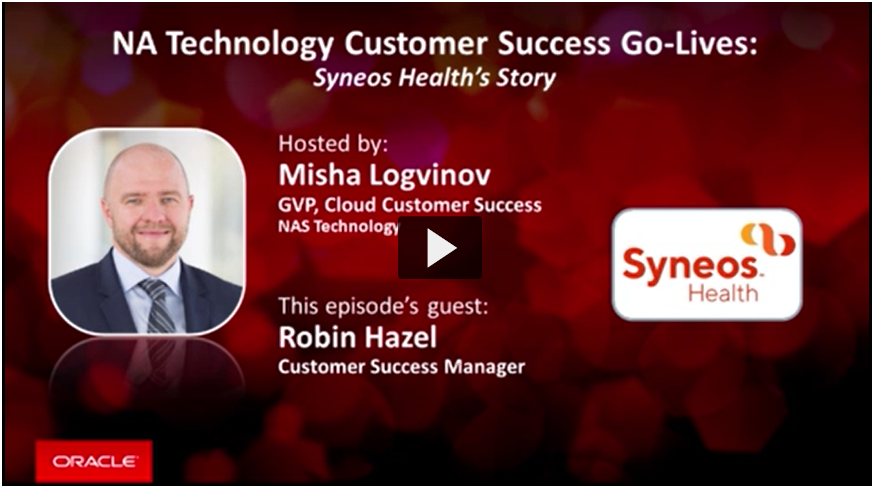 NA Technology Customer Success Go-Lives:
Syneos Health's Story
Hosted by:
Misha Logvinov
GVP, Cloud Customer Success
NAS Technology
This episode's guest:
Robin Hazel
Customer Success Manager
Syneos
Health
ORACLE